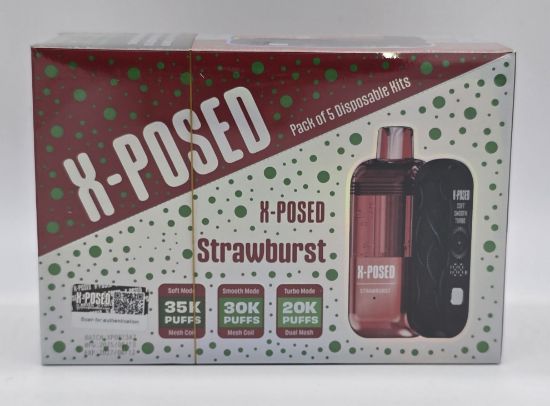 X-POSED
Pack of 5 Disposable Kits
X-POSED
Strawburst
X-POSED
SOFT
SMOOTH
TURBO
X-POSED
STRAWBURST
X-POSED
Scan for authentication
Soft Mode
35K
PUFFS
Mesh Coil
Smooth Mode
30K
PUFFS
Mesh Coil
Turbo Mode
20K
PUFFS
Dual Mesh